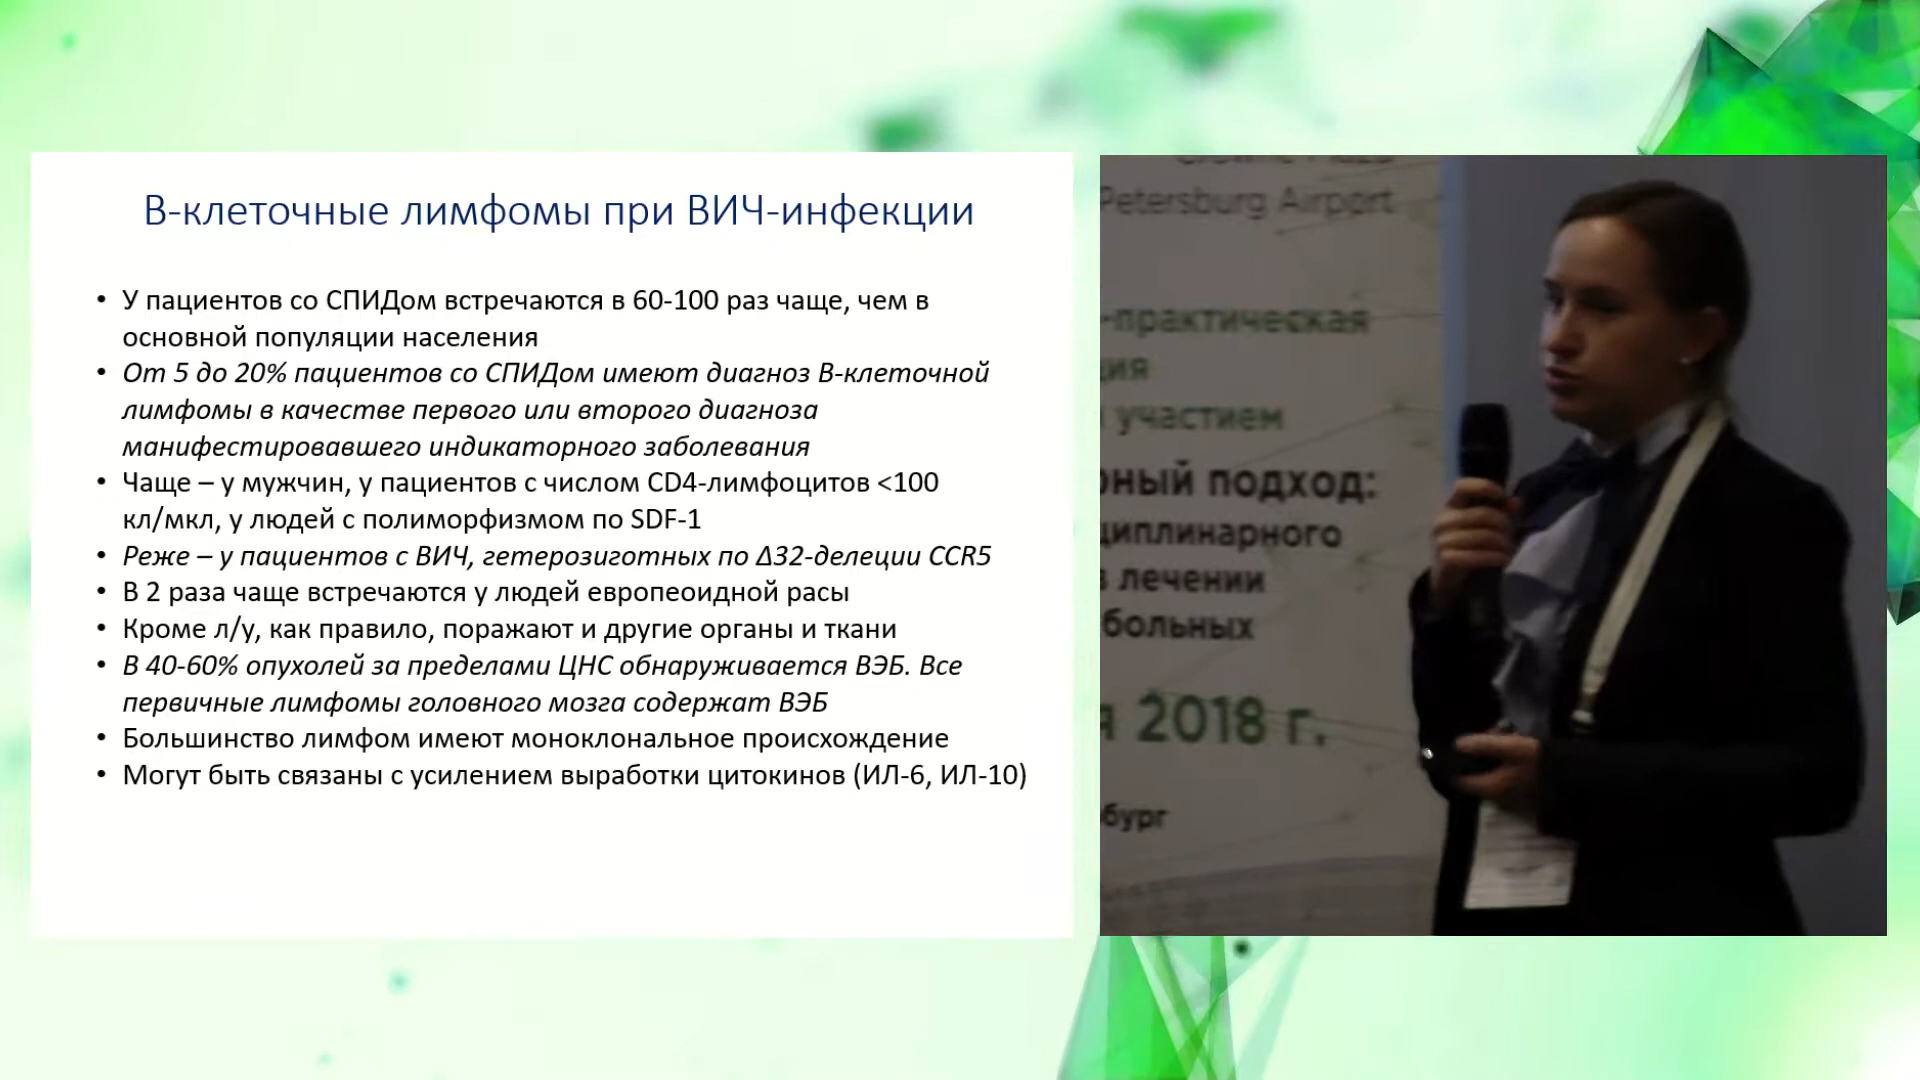 В-клеточные лимфомы при ВИЧ-инфекции
• У пациентов со СПИДом встречаются в 60-100 раз чаще, чем в
основной популяции населения
• От 5 до 20% пациентов со СПИДом имеют диагноз В-клеточной
лимфомы в качестве первого или второго диагноза
манифестировавшего индикаторного заболевания
• Чаще – у мужчин, у пациентов с числом CD4-лимфоцитов <100
кл/мкл, у людей с полиморфизмом по SDF-1
• Реже – у пациентов с ВИЧ, гетерозиготных по Δ32-делеции CCR5
• В 2 раза чаще встречаются у людей европеоидной расы
• Кроме л/у, как правило, поражают и другие органы и ткани
• В 40-60% опухолей за пределами ЦНС обнаруживается ВЭБ. Все
первичные лимфомы головного мозга содержат ВЭБ
• Большинство лимфом имеют моноклональное происхождение
• Могут быть связаны с усилением выработки цитокинов (ИЛ-6, ИЛ-10)
Petersburg Airport
-практическая
ция
участием
рный подход:
циплинарного
в лечении
больных
я 2018 г.
бург